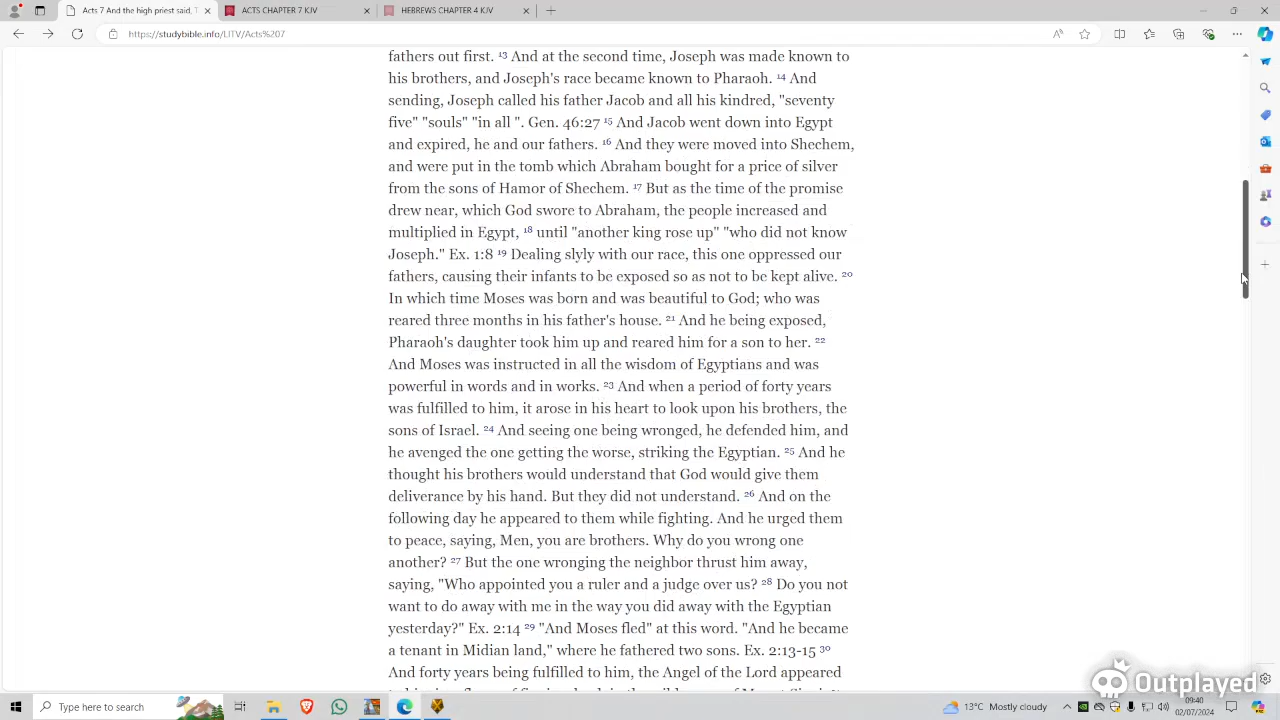 Acts 7 And the high priest said, T
ACTS CHAPTER 7 KJV
HEBREWS CHAPTER 4 KJV
https://studybible.info/LITV/Acts%207
fathers out first. 13 And at the second time, Joseph was made known to
his brothers, and Joseph's race became known to Pharaoh. 14 And
sending, Joseph called his father Jacob and all his kindred, "seventy
five" "souls" "in all ". Gen. 46:27 15 And Jacob went down into Egypt
and expired, he and our fathers. 16 And they were moved into Shechem,
and were put in the tomb which Abraham bought for a price of silver
from the sons of Hamor of Shechem. 17 But as the time of the promise
drew near, which God swore to Abraham, the people increased and
multiplied in Egypt, 18 until "another king rose up" "who did not know
Joseph." Ex. 1:8 19 Dealing slyly with our race, this one oppressed our
fathers, causing their infants to be exposed so as not to be kept alive. 20
In which time Moses was born and was beautiful to God; who was
reared three months in his father's house. 21 And he being exposed,
Pharaoh's daughter took him up and reared him for a son to her. 22
And Moses was instructed in all the wisdom of Egyptians and was
powerful in words and in works. 23 And when a period of forty years
was fulfilled to him, it arose in his heart to look upon his brothers, the
sons of Israel. 24 And seeing one being wronged, he defended him, and
he avenged the one getting the worse, striking the Egyptian. 25 And he
thought his brothers would understand that God would give them
deliverance by his hand. But they did not understand. 26 And on the
following day he appeared to them while fighting. And he urged them
to peace, saying, Men, you are brothers. Why do you wrong one
another? 27 But the one wronging the neighbor thrust him away,
saying, "Who appointed you a ruler and a judge over us? 28 Do you not
want to do away with me in the way you did away with the Egyptian
yesterday?" Ex. 2:14 29 "And Moses fled" at this word. "And he became
a tenant in Midian land," where he fathered two sons. Ex. 2:13-15 30
And forty years being fulfilled to him, the Angel of the Lord appeared
Outplayed
Type here to search
13°C Mostly cloudy
09:40
02/07/2024